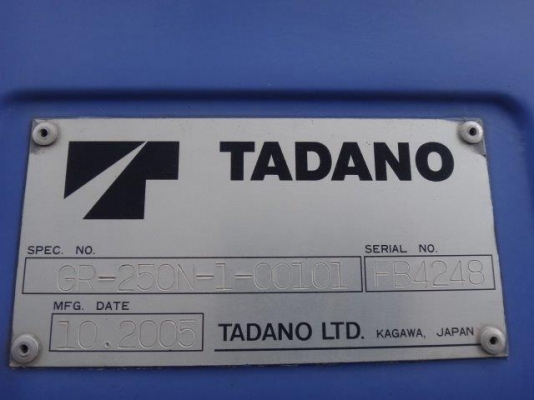 TADANO
SPEC. NO. SERIAL NO.
GR-250N-1-00101 FB4248
MFG. DATE
10.2005 TADANO LTD. KAGAWA, JAPAN